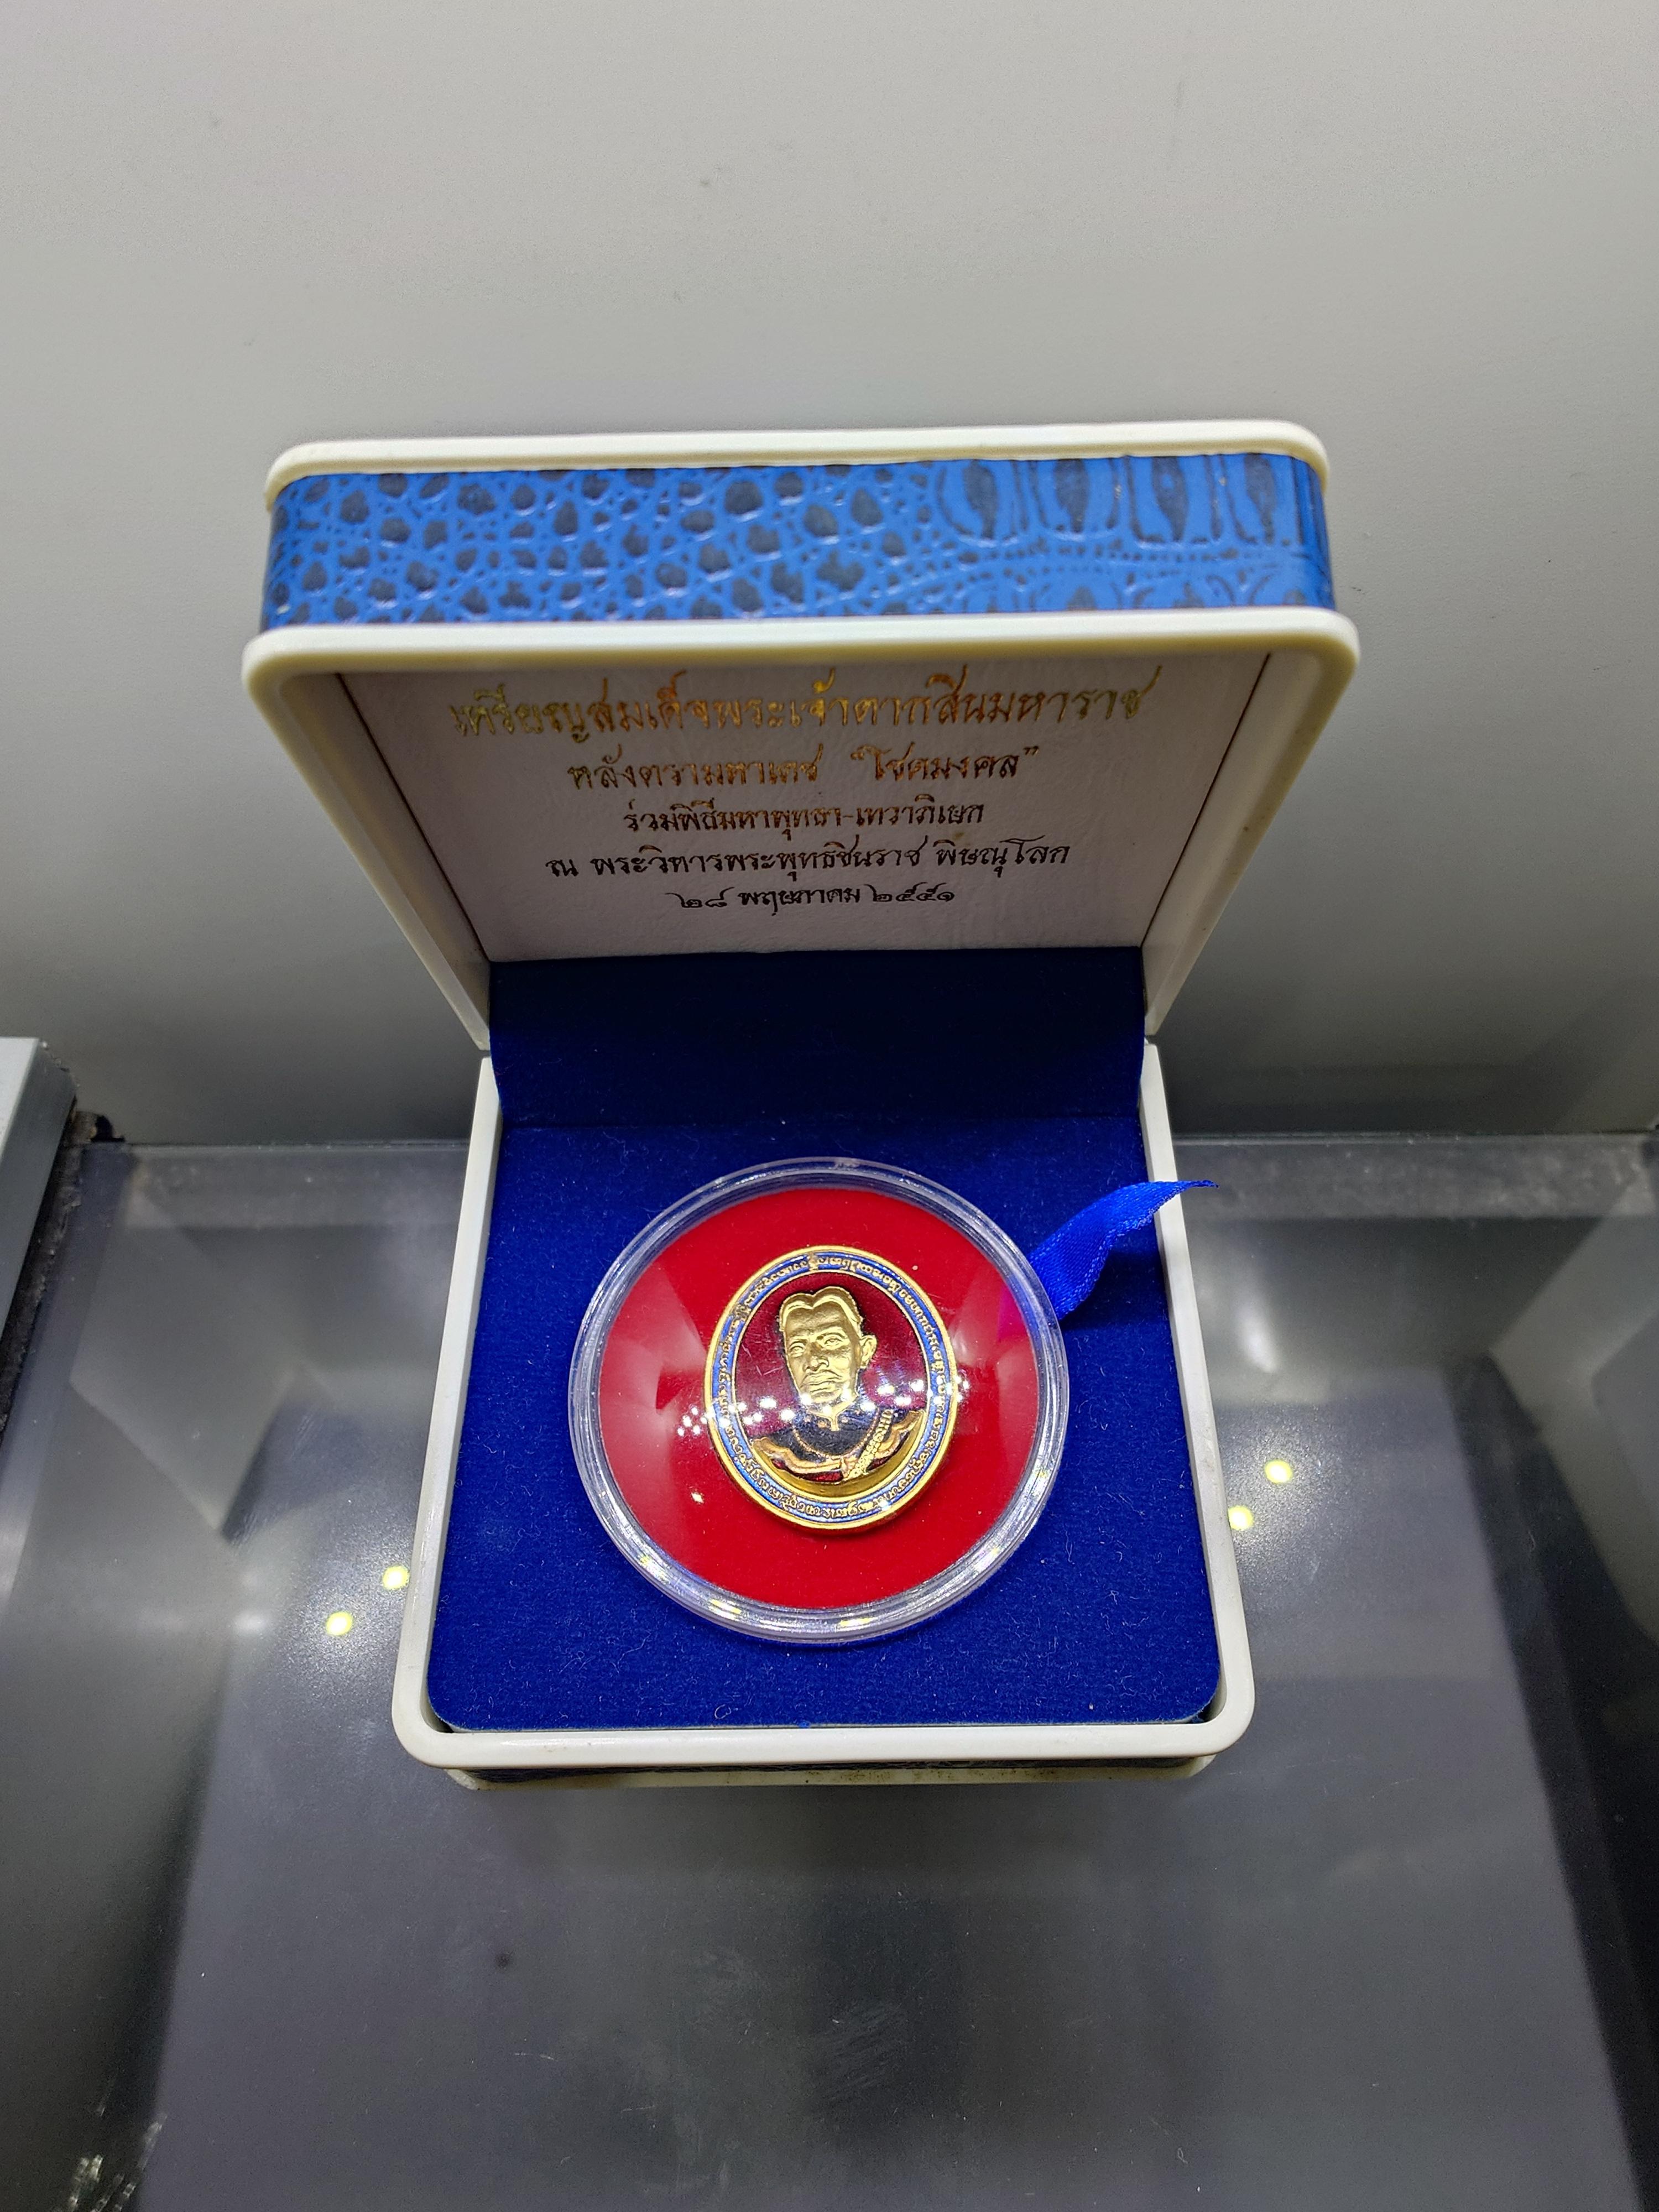 เหรียญสมเด็จพระเจ้าตากสินมหาราช
หลังตรามหาเดช “โชคมงคล”
ร่วมพิธีมหาพุทธา-เทวาภิเษก
ณ พระวิหารพระพุทธชินราช พิษณุโลก
๒๘ พฤษภาคม ๒๕๕๑